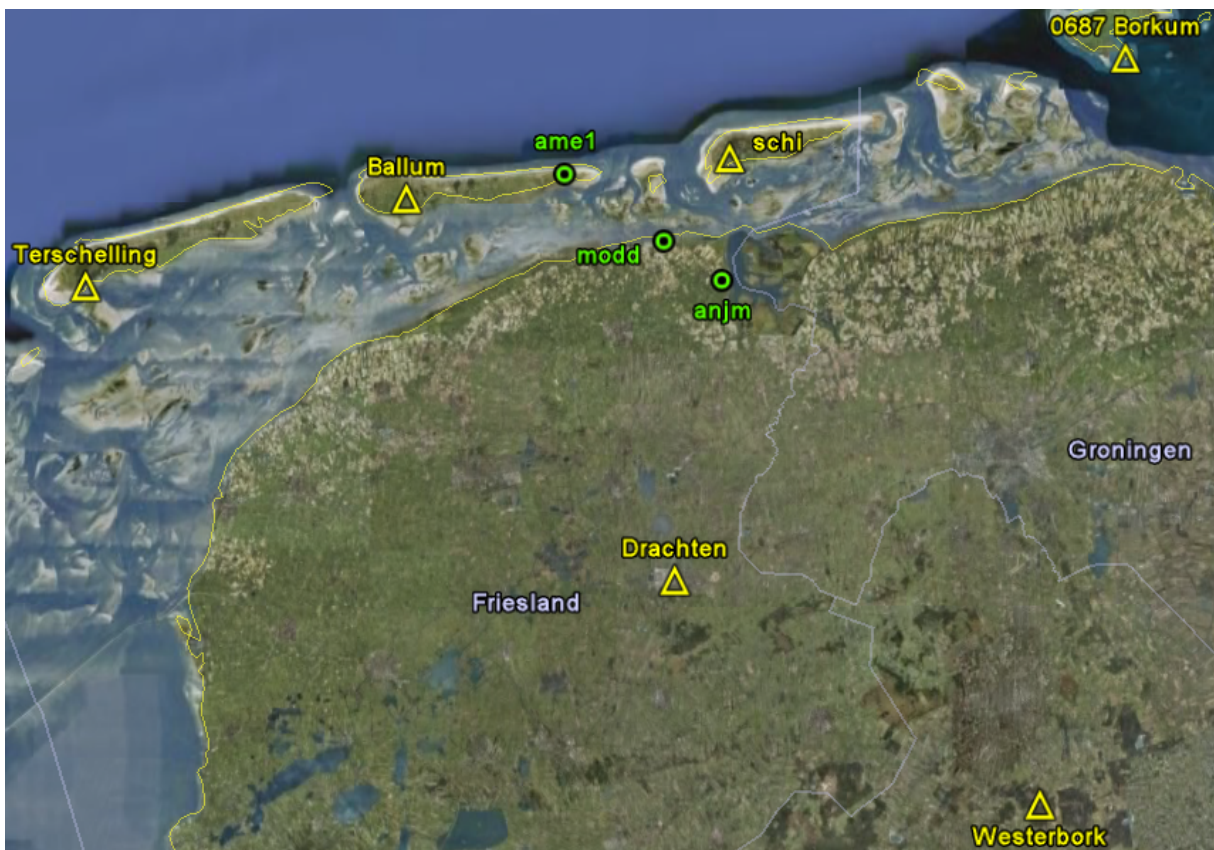 0687 Borkum
ame1
schi
Ballum
Terschelling
modd
anjm
Groningen
Drachten
Friesland
Westerbork